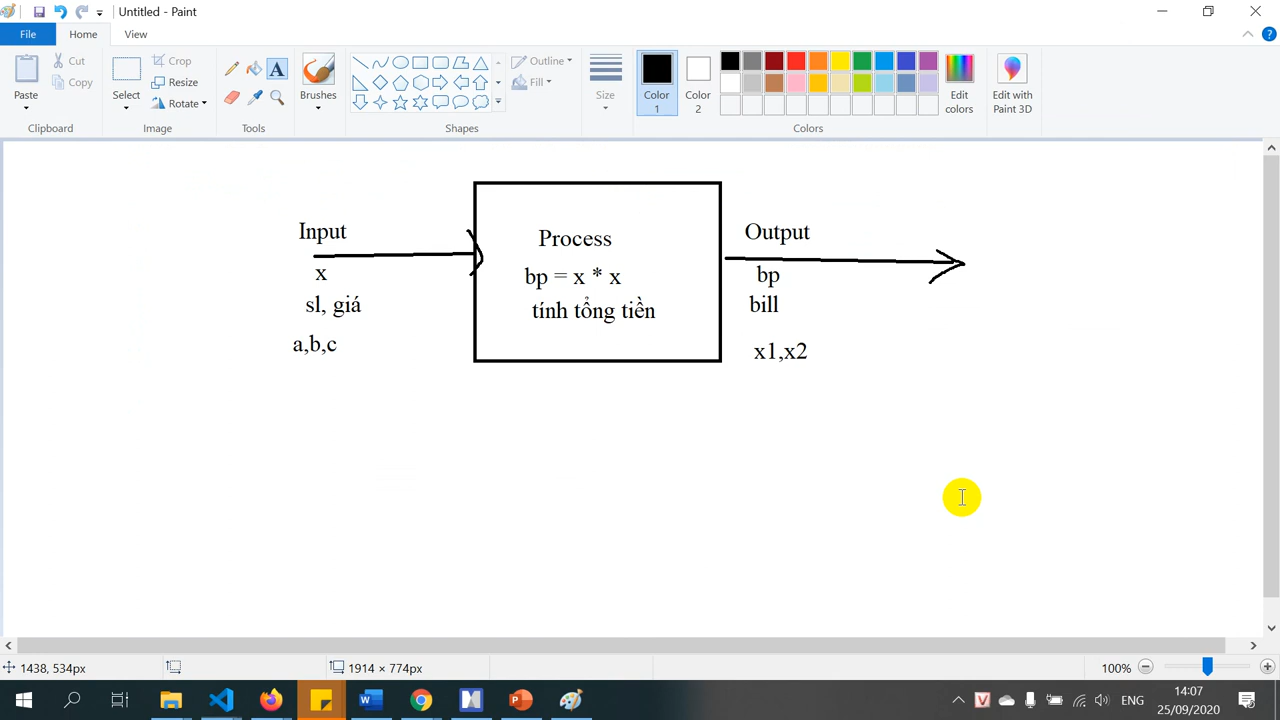 Untitled - Paint
File
Home
View
Paste
Cut
Copy
Clipboard
Select
Crop
Resize
Rotate
Image
A
Tools
Brushes
Outline
Fill
Shapes
Size
Color
1
Color
2
Edit
colors
Edit with
Paint 3D
Colors
Input
x
sl, giá
a,b,c
Process
bp = x * x
tính tổng tiền
Output
bp
bill
x1,x2
1438, 534px
1914 × 774px
100%
ENG
14:07
25/09/2020